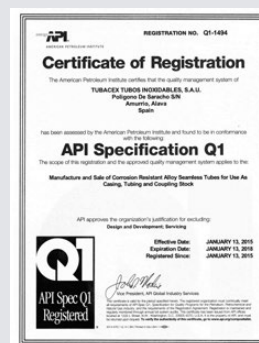 API
REGISTRATION NO. Q1-1494
AMERICAN PETROLEUM INSTITUTE
Certificate of Registration
The American Petroleum Institute certifies that the quality management system of
TUBACEX TUBOS INOXIDABLES, S.A.U.
Poligono De Saracho S/N
Amurrio, Alava
Spain
has been assessed by the American Petroleum Institute and found to be in conformance
with the following:
API Specification Q1
The scope of this registration and the approved quality management system applies to the:
Manufacture and Sale of Corrosion Resistant Alloy Seamless Tubes for Use As
Casing, Tubing and Coupling Stock
API approves the organization's justification for excluding:
Design and Development; Servicing
Effective Date: JANUARY 13, 2015
Expiration Date: JANUARY 13, 2018
Registered Since: JANUARY 13, 2015
Q1
API Spec Q1
Registered
Vice President, API Global Industry Services